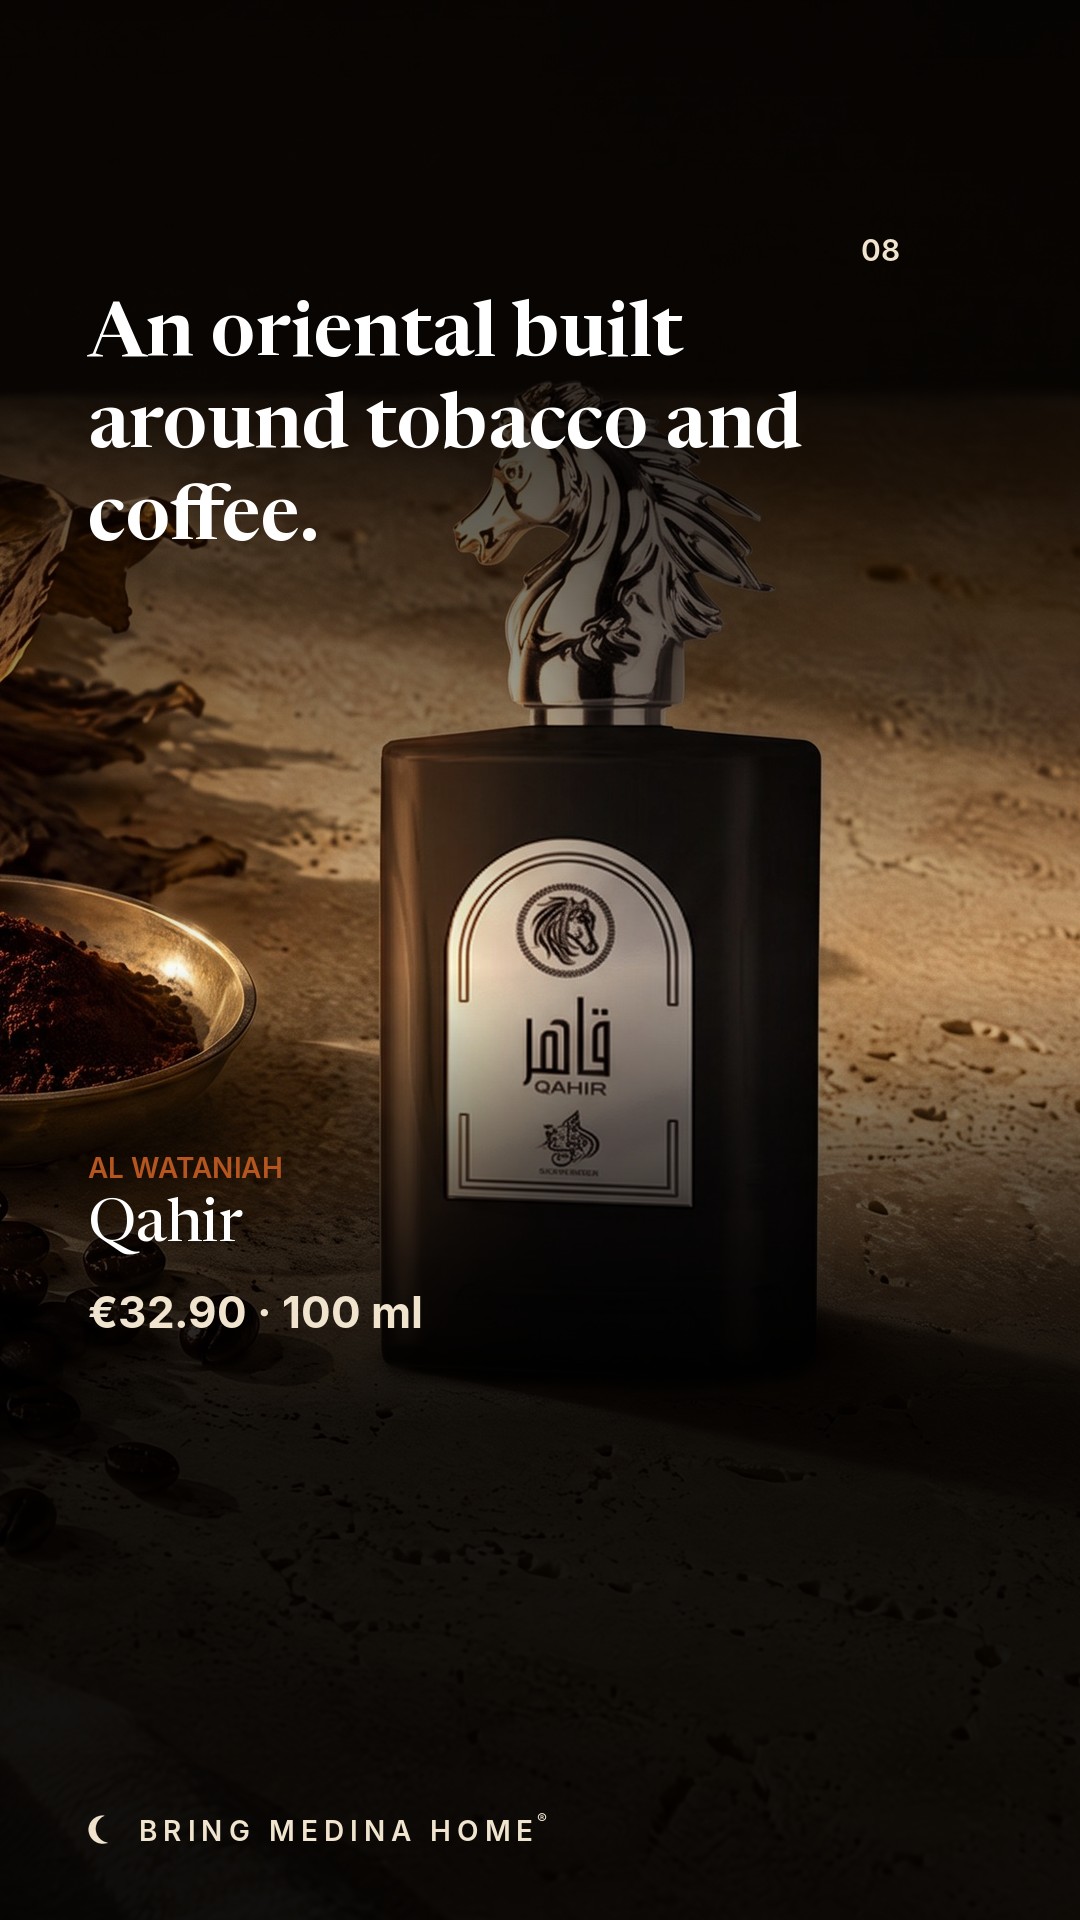 08
An oriental built
around tobacco and
coffee.
قاهر
QAHIR
AL WATANIAH
Qahir
€32.90 · 100 ml
BRING MEDINA HOME®